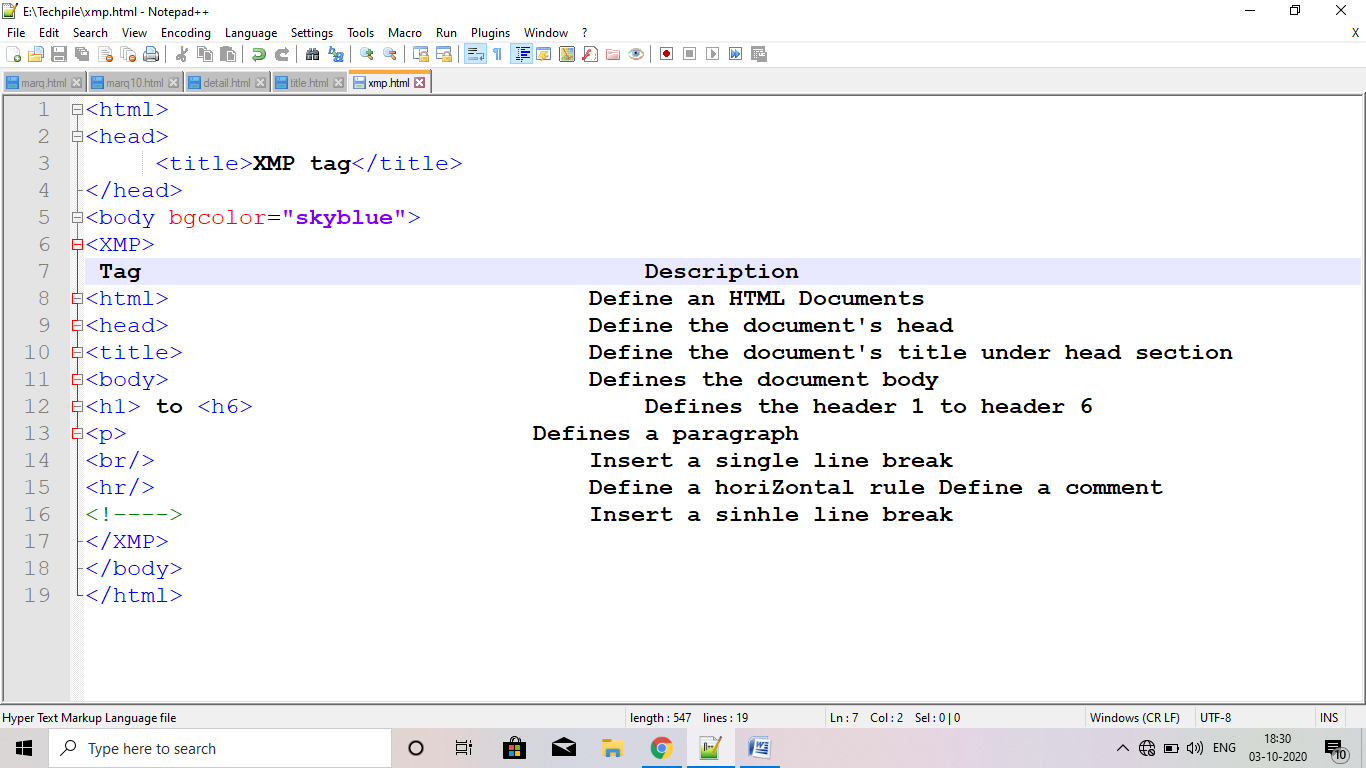 E:\Techpile\xmp.html - Notepad++
File Edit Search View Encoding Language Settings Tools Macro Run Plugins Window ? X
marq.html marq10.html detail.html title.html xmp.html
1 <html>
2 <head>
3 <title>XMP tag</title>
4 </head>
5 <body bgcolor="skyblue">
6 <XMP>
7 Tag Description
8 <html> Define an HTML Documents
9 <head> Define the document's head
10 <title> Define the document's title under head section
11 <body> Defines the document body
12 <h1> to <h6> Defines the header 1 to header 6
13 <p> Defines a paragraph
14 <br/> Insert a single line break
15 <hr/> Define a horiZontal rule Define a comment
16 <!----> Insert a sinhle line break
17 </XMP>
18 </body>
19 </html>
Hyper Text Markup Language file length : 547 lines : 19 Ln : 7 Col : 2 Sel : 0 | 0 Windows (CR LF) UTF-8 INS
Type here to search ENG 18:30
03-10-2020 10